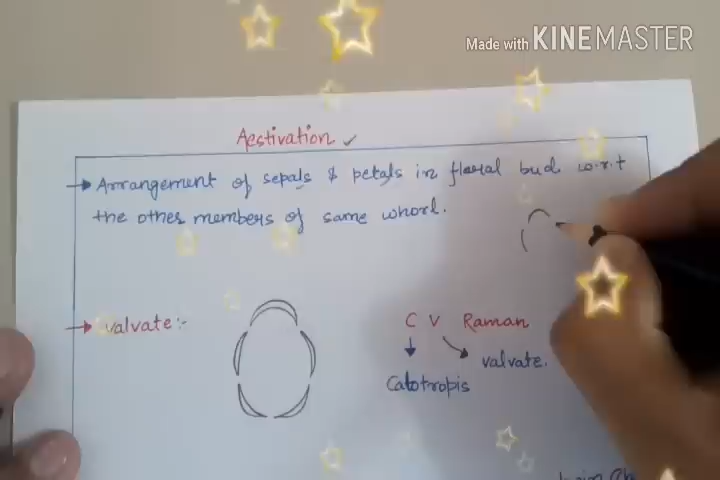 Made with KINEMASTER
Aestivation ✓
→ Arrangement of sepals & petals in floral bud w.r.t
the other members of same whorl.
→ Valvate :-
C V Raman
Calotropis
valvate.